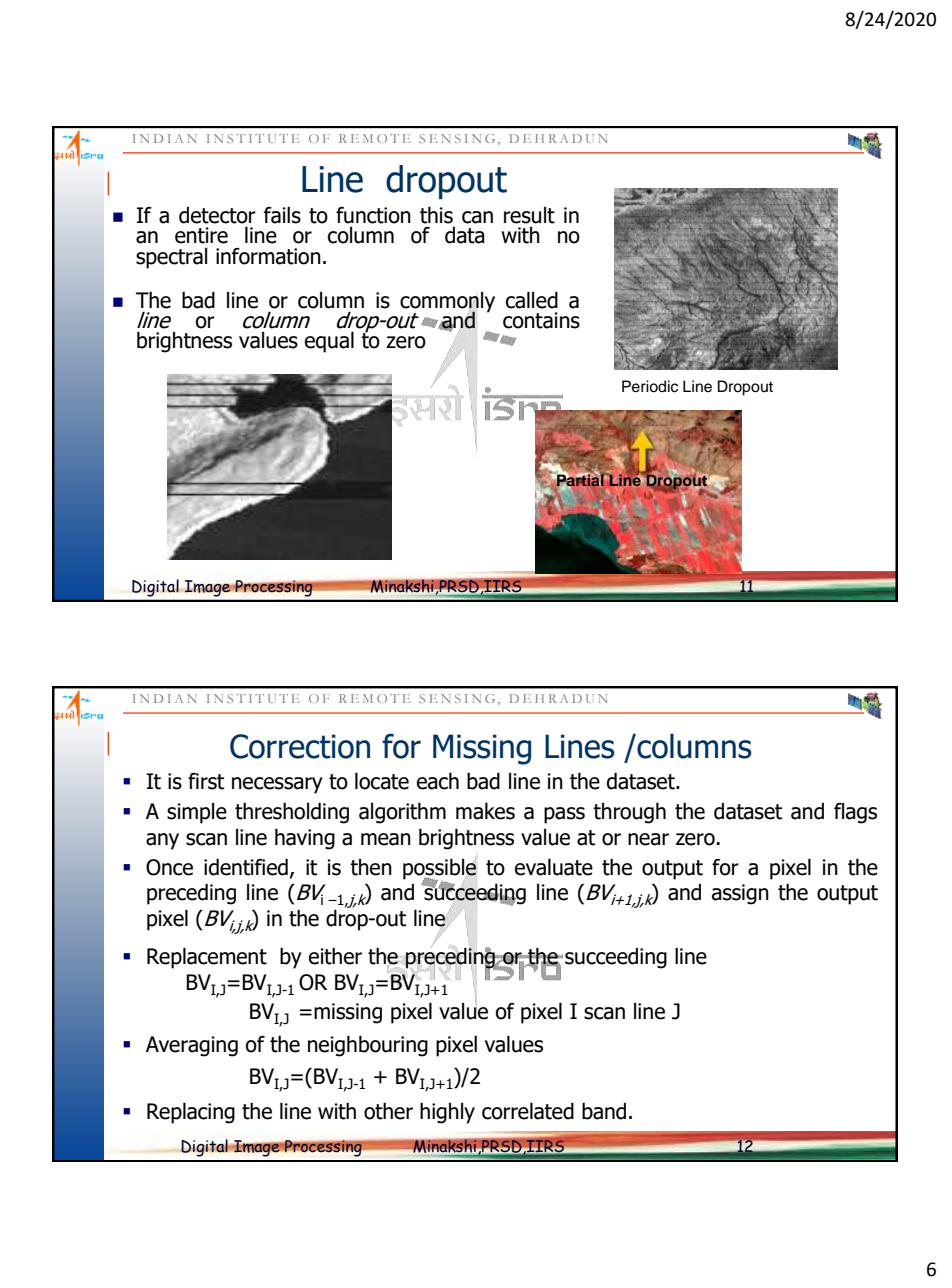 8/24/2020
INDIAN INSTITUTE OF REMOTE SENSING, DEHRADUN
इसरो isro
Line dropout
▪ If a detector fails to function this can result in
an entire line or column of data with no
spectral information.
▪ The bad line or column is commonly called a
line or column drop-out and contains
brightness values equal to zero
इसरो isro
Periodic Line Dropout
Partial Line Dropout
Digital Image Processing Minakshi,PRSD,IIRS 11
INDIAN INSTITUTE OF REMOTE SENSING, DEHRADUN
इसरो isro
Correction for Missing Lines /columns
▪ It is first necessary to locate each bad line in the dataset.
▪ A simple thresholding algorithm makes a pass through the dataset and flags
any scan line having a mean brightness value at or near zero.
▪ Once identified, it is then possible to evaluate the output for a pixel in the
preceding line (BVi –1,j,k) and succeeding line (BVi+1,j,k) and assign the output
pixel (BVi,j,k) in the drop-out line
▪ Replacement by either the preceding or the succeeding line
BVI,J=BVI,J-1 OR BVI,J=BVI,J+1
BVI,J =missing pixel value of pixel I scan line J
▪ Averaging of the neighbouring pixel values
BVI,J=(BVI,J-1 + BVI,J+1)/2
▪ Replacing the line with other highly correlated band.
इसरो isro
Digital Image Processing Minakshi,PRSD,IIRS 12
6